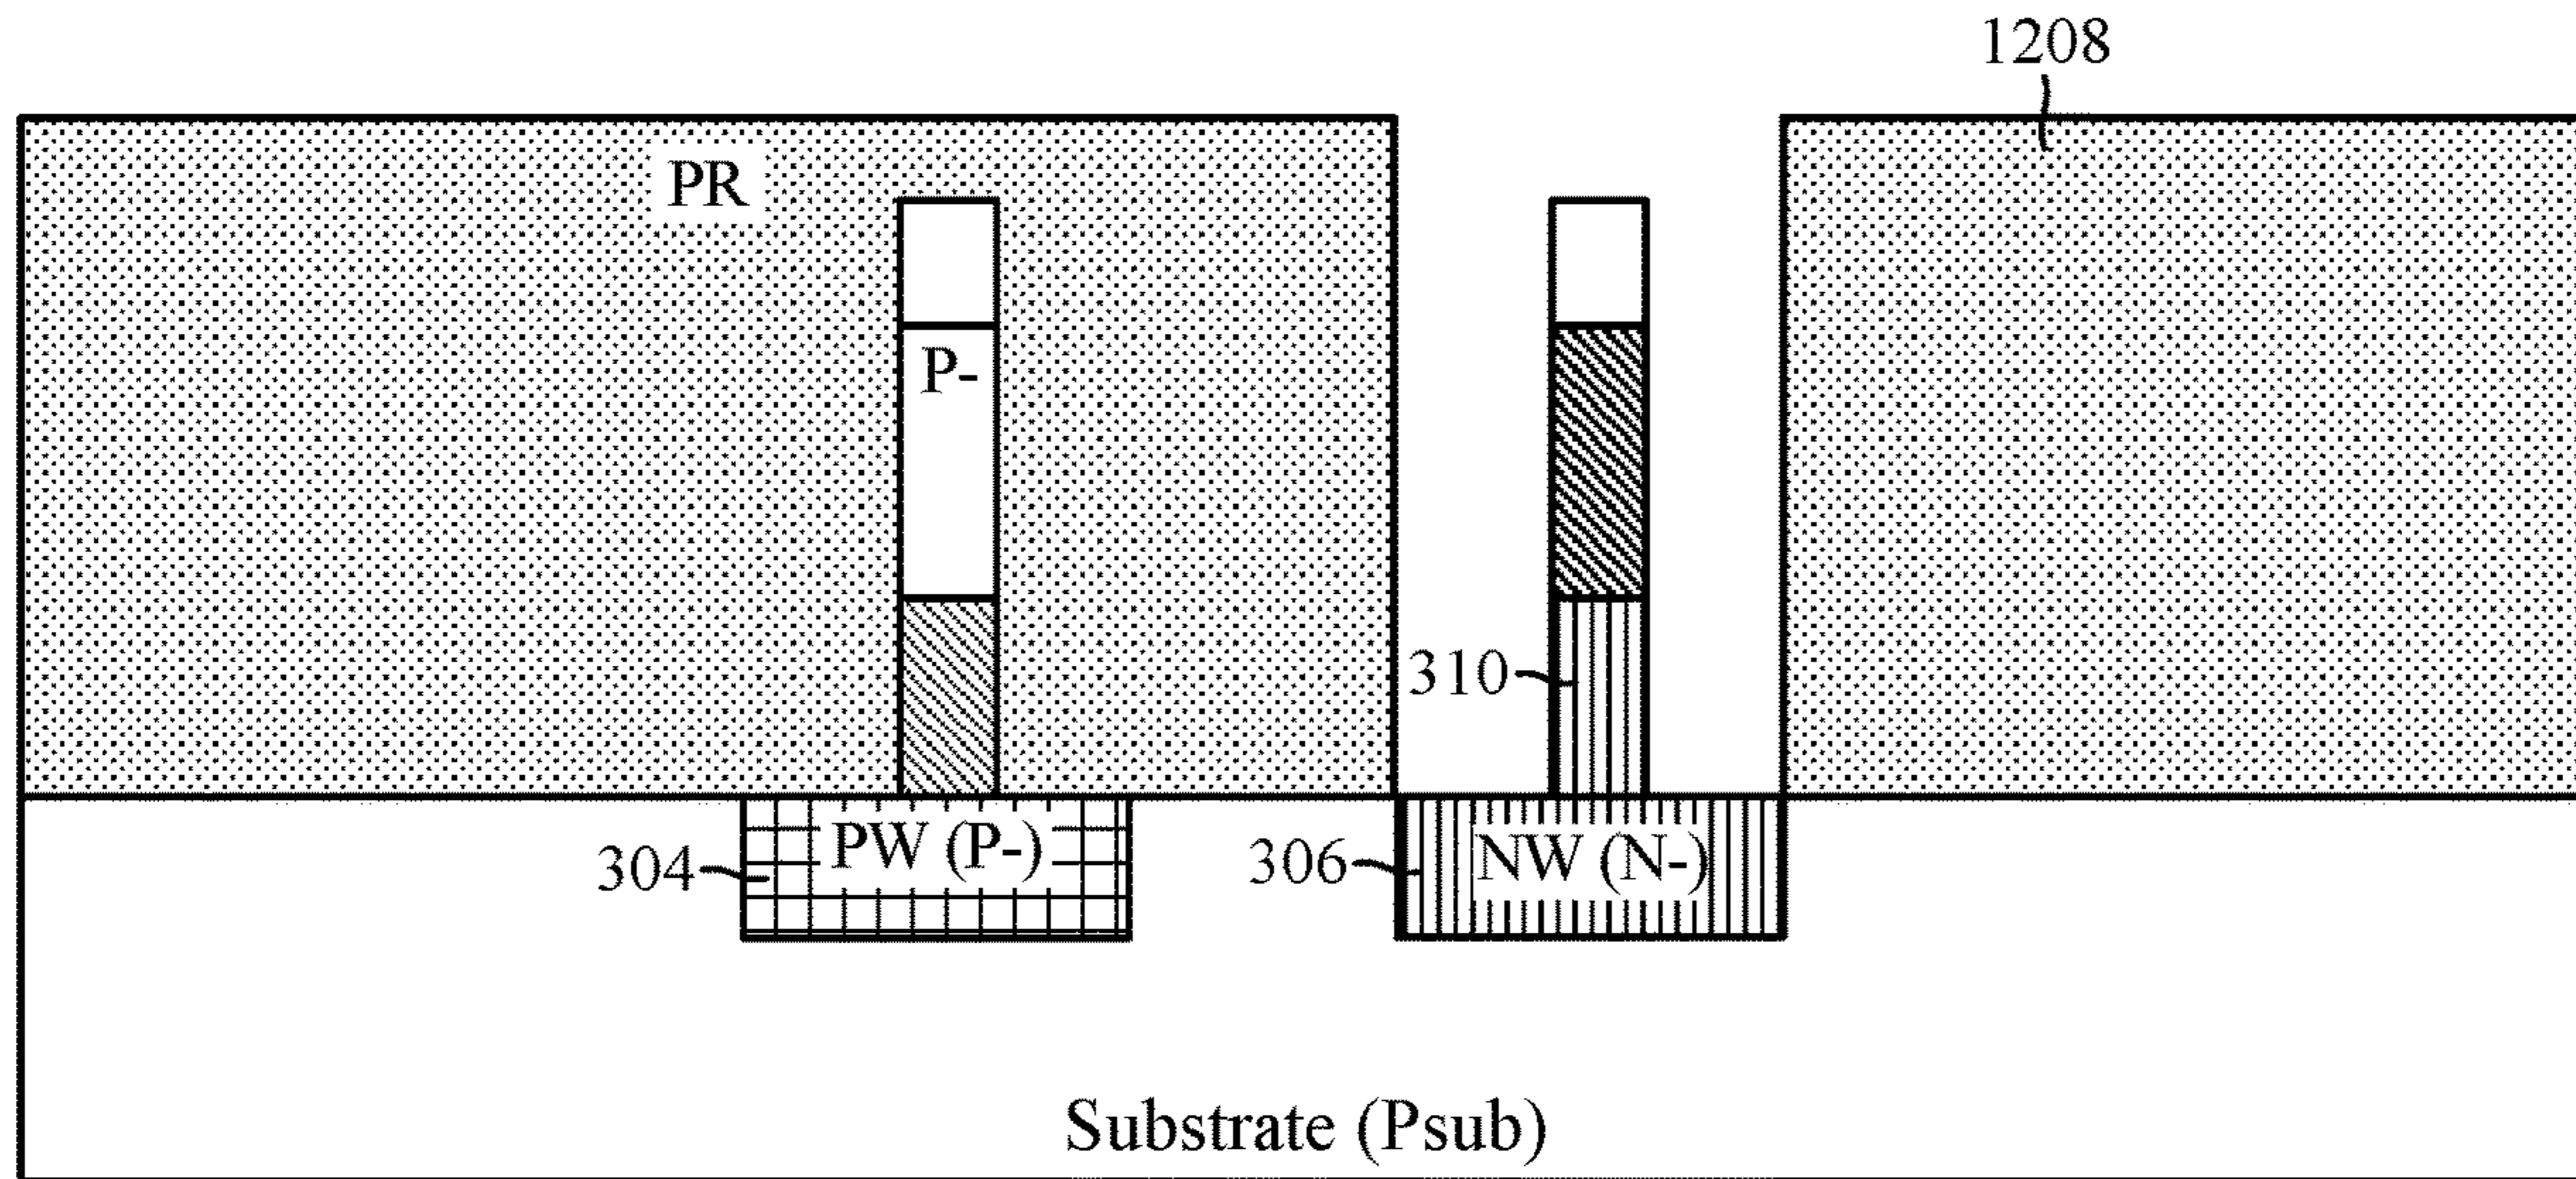 1208
PR
P-
310
304
PW (P-)
306
NW (N-)
Substrate (Psub)